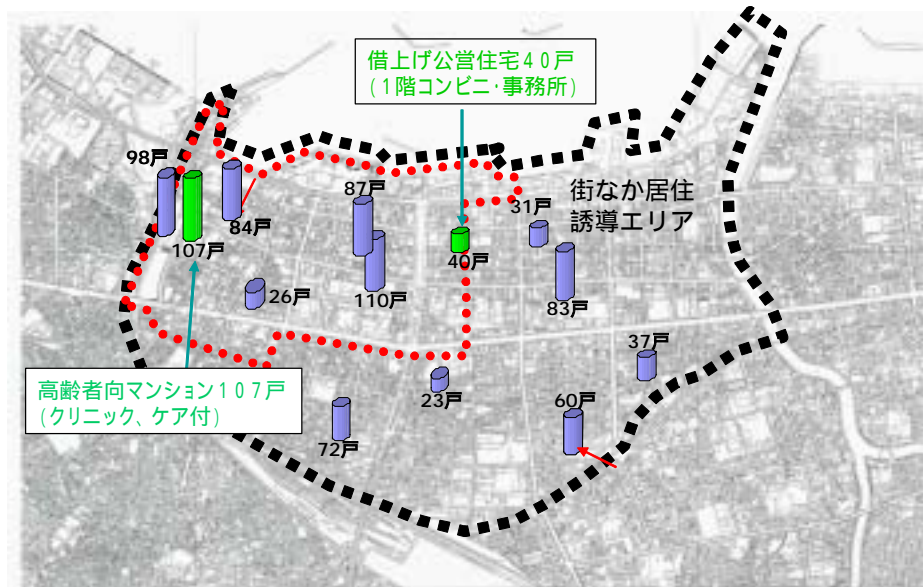 借上げ公営住宅40戸
(1階コンビニ・事務所)
98戸
87戸
31戸
街なか居住
誘導エリア
84戸
107戸
40戸
26戸
110戸
83戸
37戸
高齢者向マンション107戸
(クリニック、ケア付)
23戸
60戸
72戸